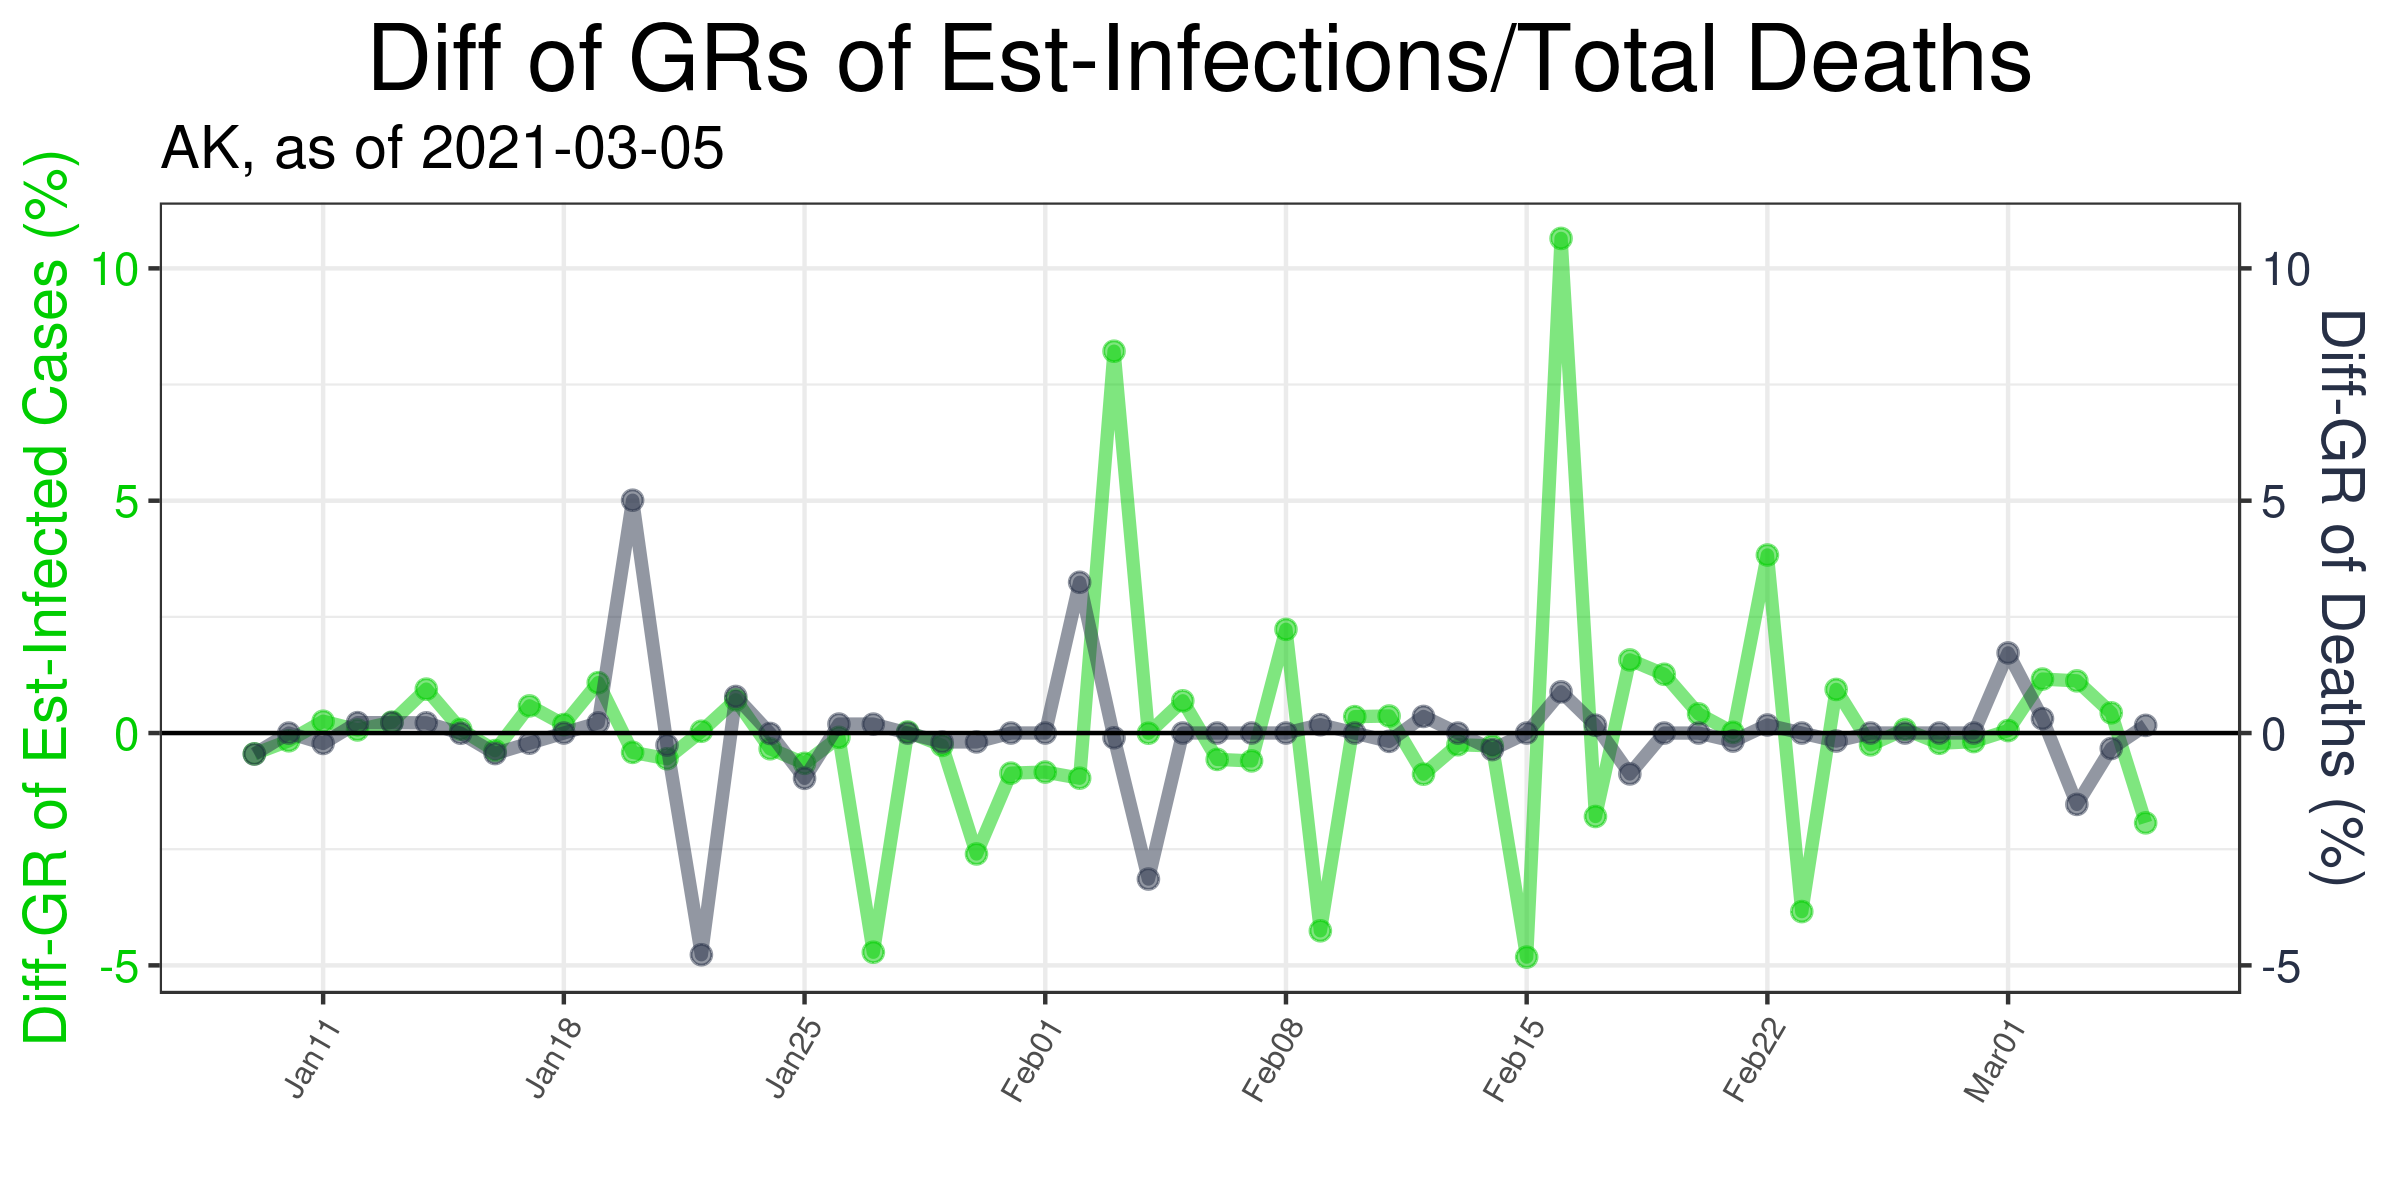 Diff of GRs of Est-Infections/Total Deaths
AK, as of 2021-03-05
Diff-GR of Est-Infected Cases (%)
10
5
0
-5
10
5
0
-5
Diff-GR of Deaths (%)
Jan11
Jan18
Jan25
Feb01
Feb08
Feb15
Feb22
Mar01